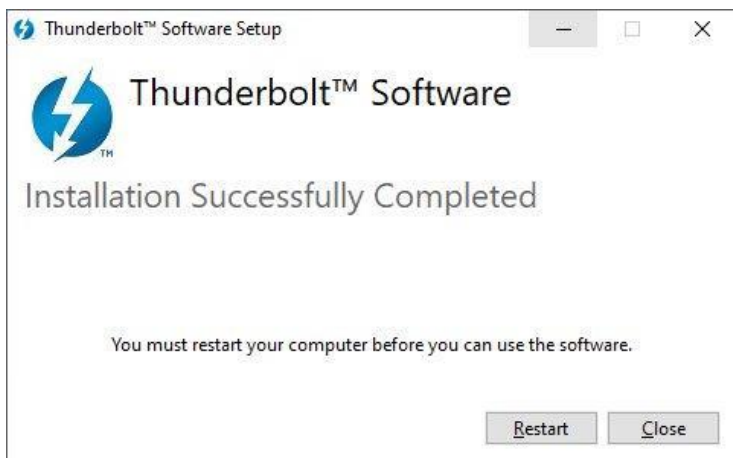 Thunderbolt™ Software Setup
Thunderbolt™ Software
TM
Installation Successfully Completed
You must restart your computer before you can use the software.
Restart Close